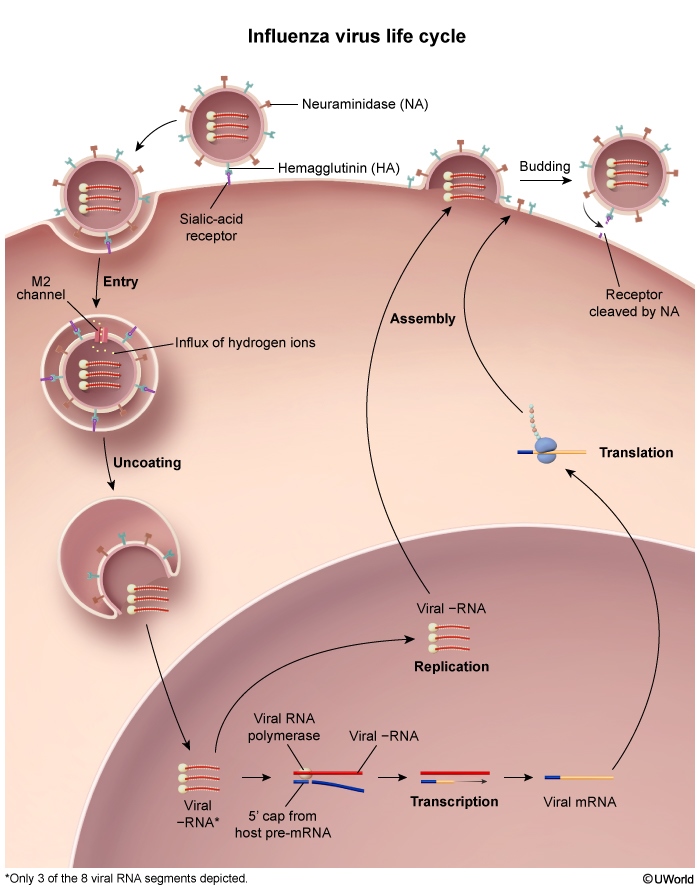 Influenza virus life cycle
Neuraminidase (NA)
Hemagglutinin (HA)
Sialic-acid
receptor
Budding
Receptor
cleaved by NA
Entry
M2
channel
Influx of hydrogen ions
Assembly
Uncoating
Translation
Viral −RNA
Replication
Viral RNA
polymerase
Viral −RNA
Viral
−RNA*
5' cap from
host pre-mRNA
Transcription
Viral mRNA
*Only 3 of the 8 viral RNA segments depicted.
©UWorld